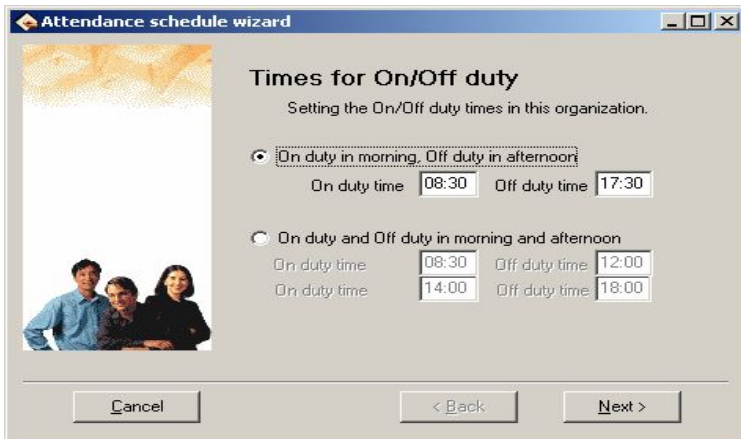 Attendance schedule wizard
Times for On/Off duty
Setting the On/Off duty times in this organization.
On duty in morning, Off duty in afternoon
On duty time 08:30 Off duty time 17:30
On duty and Off duty in morning and afternoon
On duty time 08:30 Off duty time 12:00
On duty time 14:00 Off duty time 18:00
Cancel < Back Next >